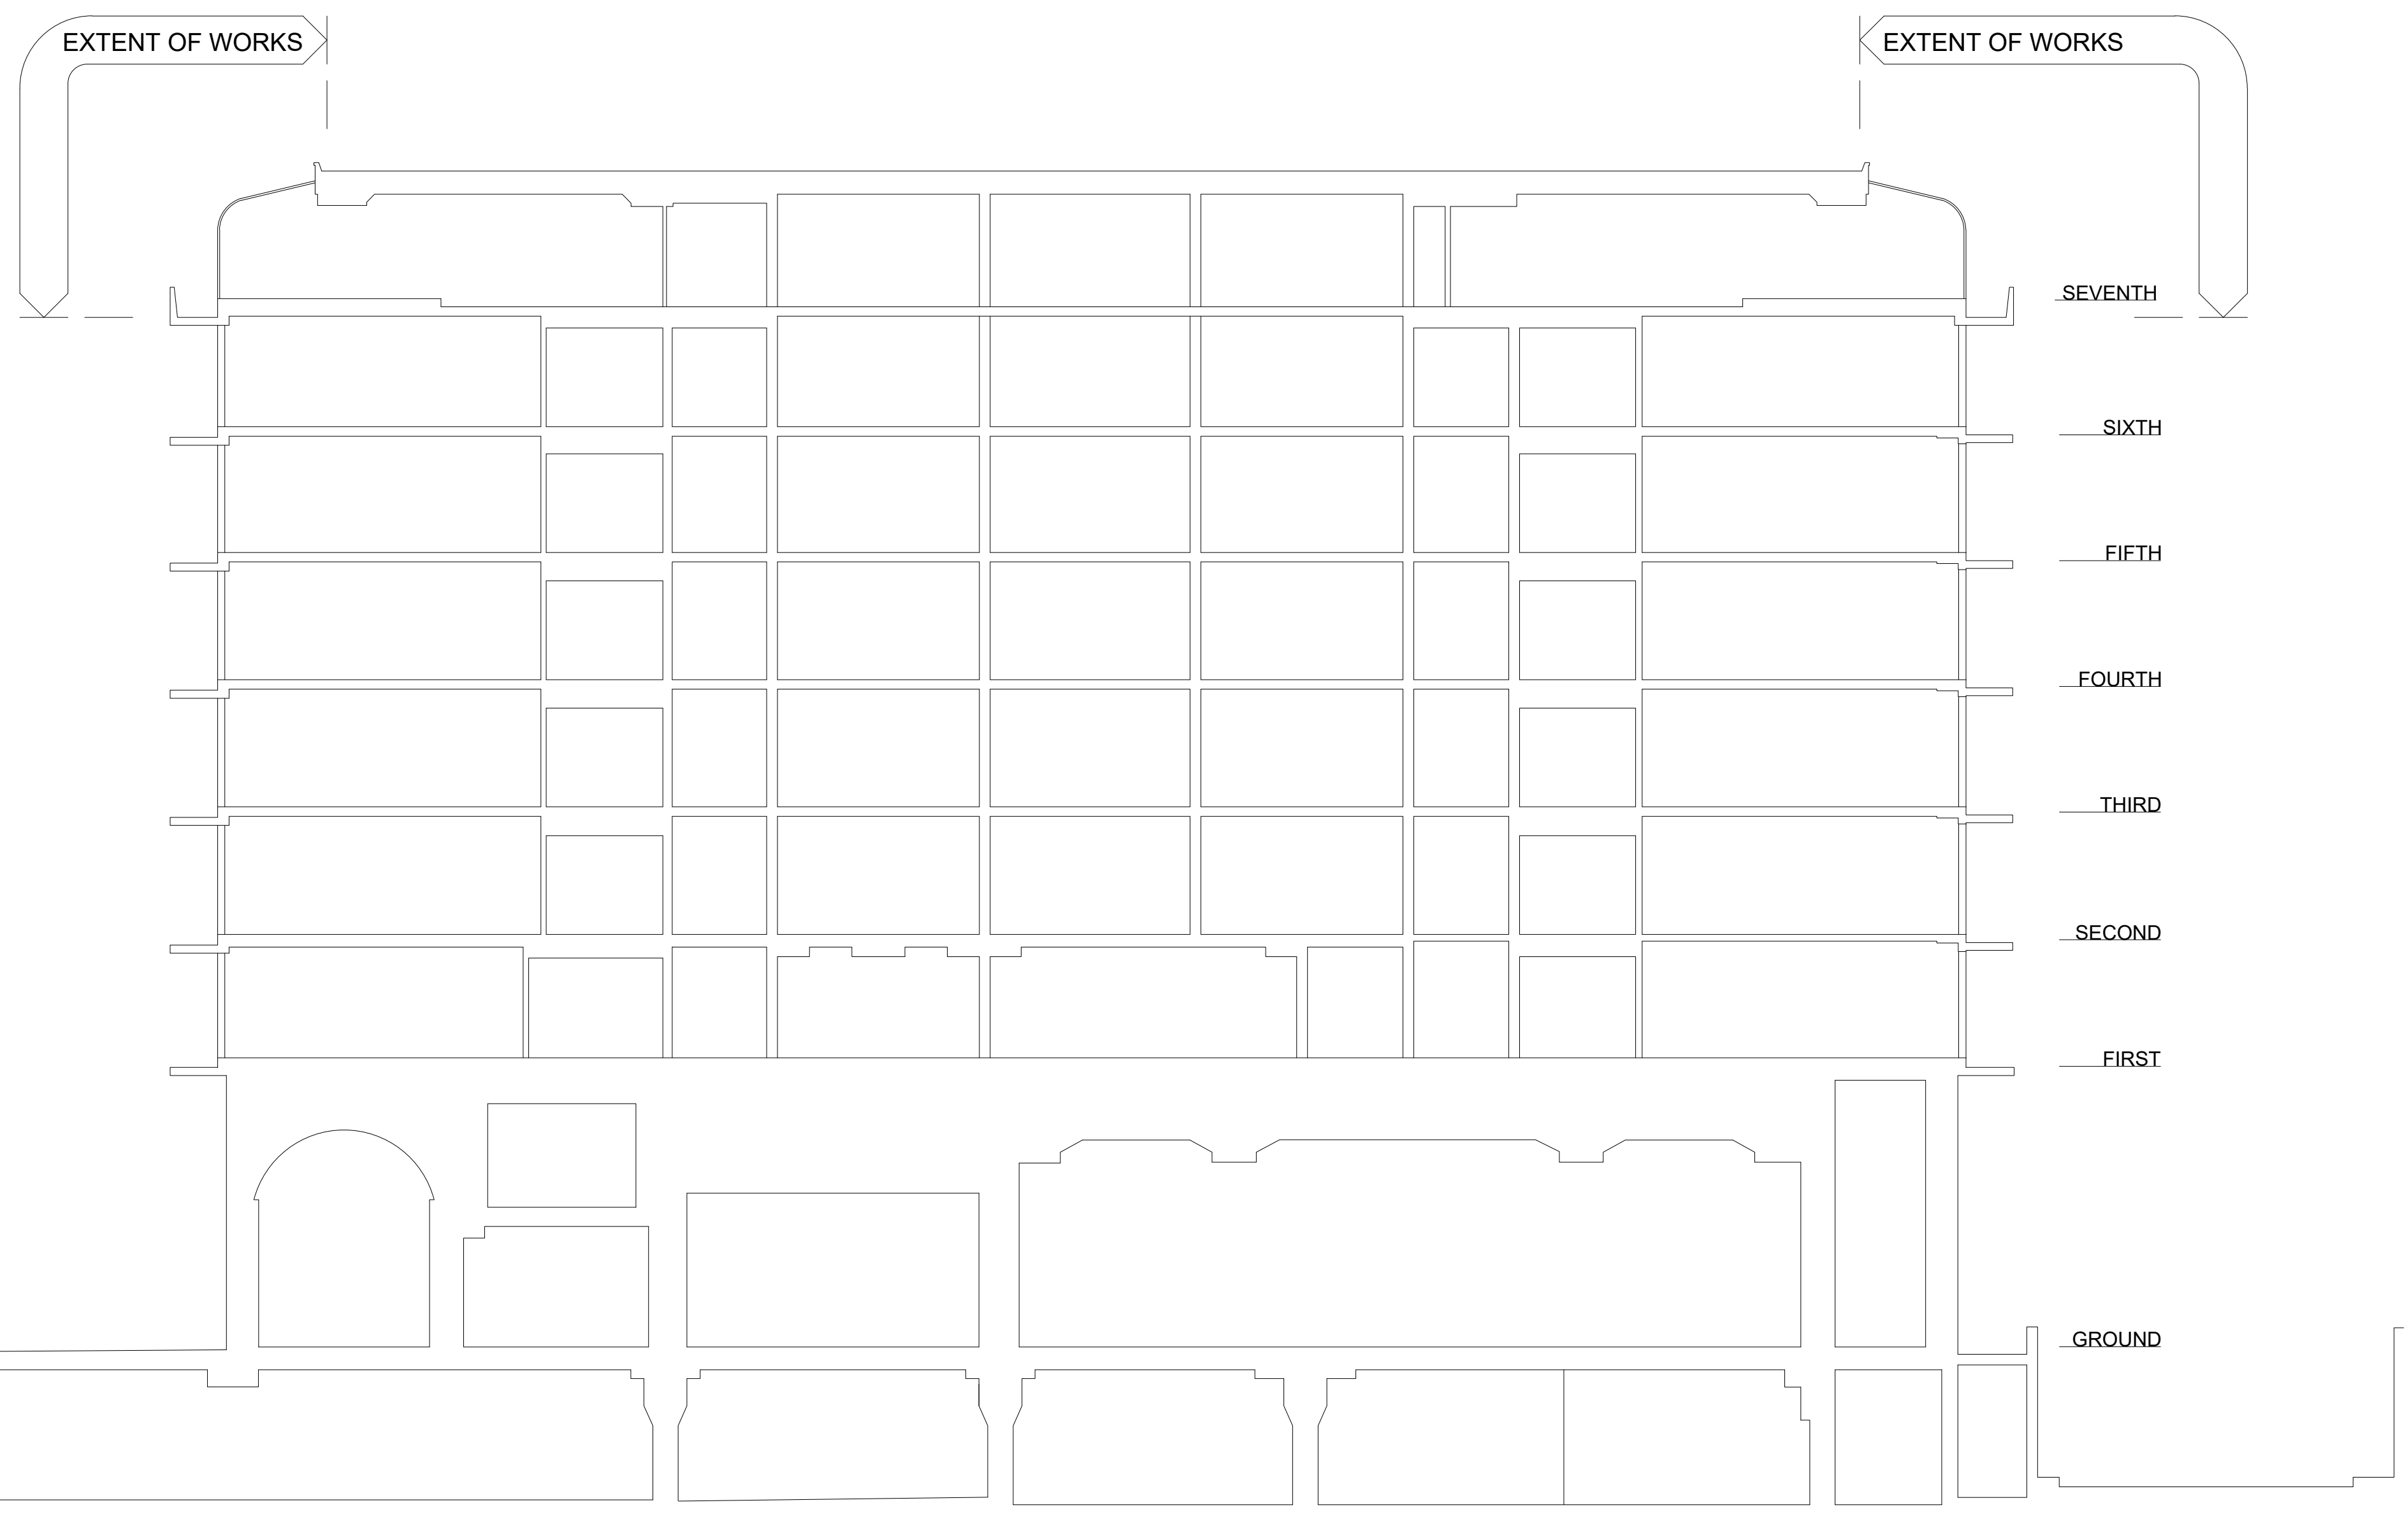 EXTENT OF WORKS
EXTENT OF WORKS
SEVENTH
SIXTH
FIFTH
FOURTH
THIRD
SECOND
FIRST
GROUND